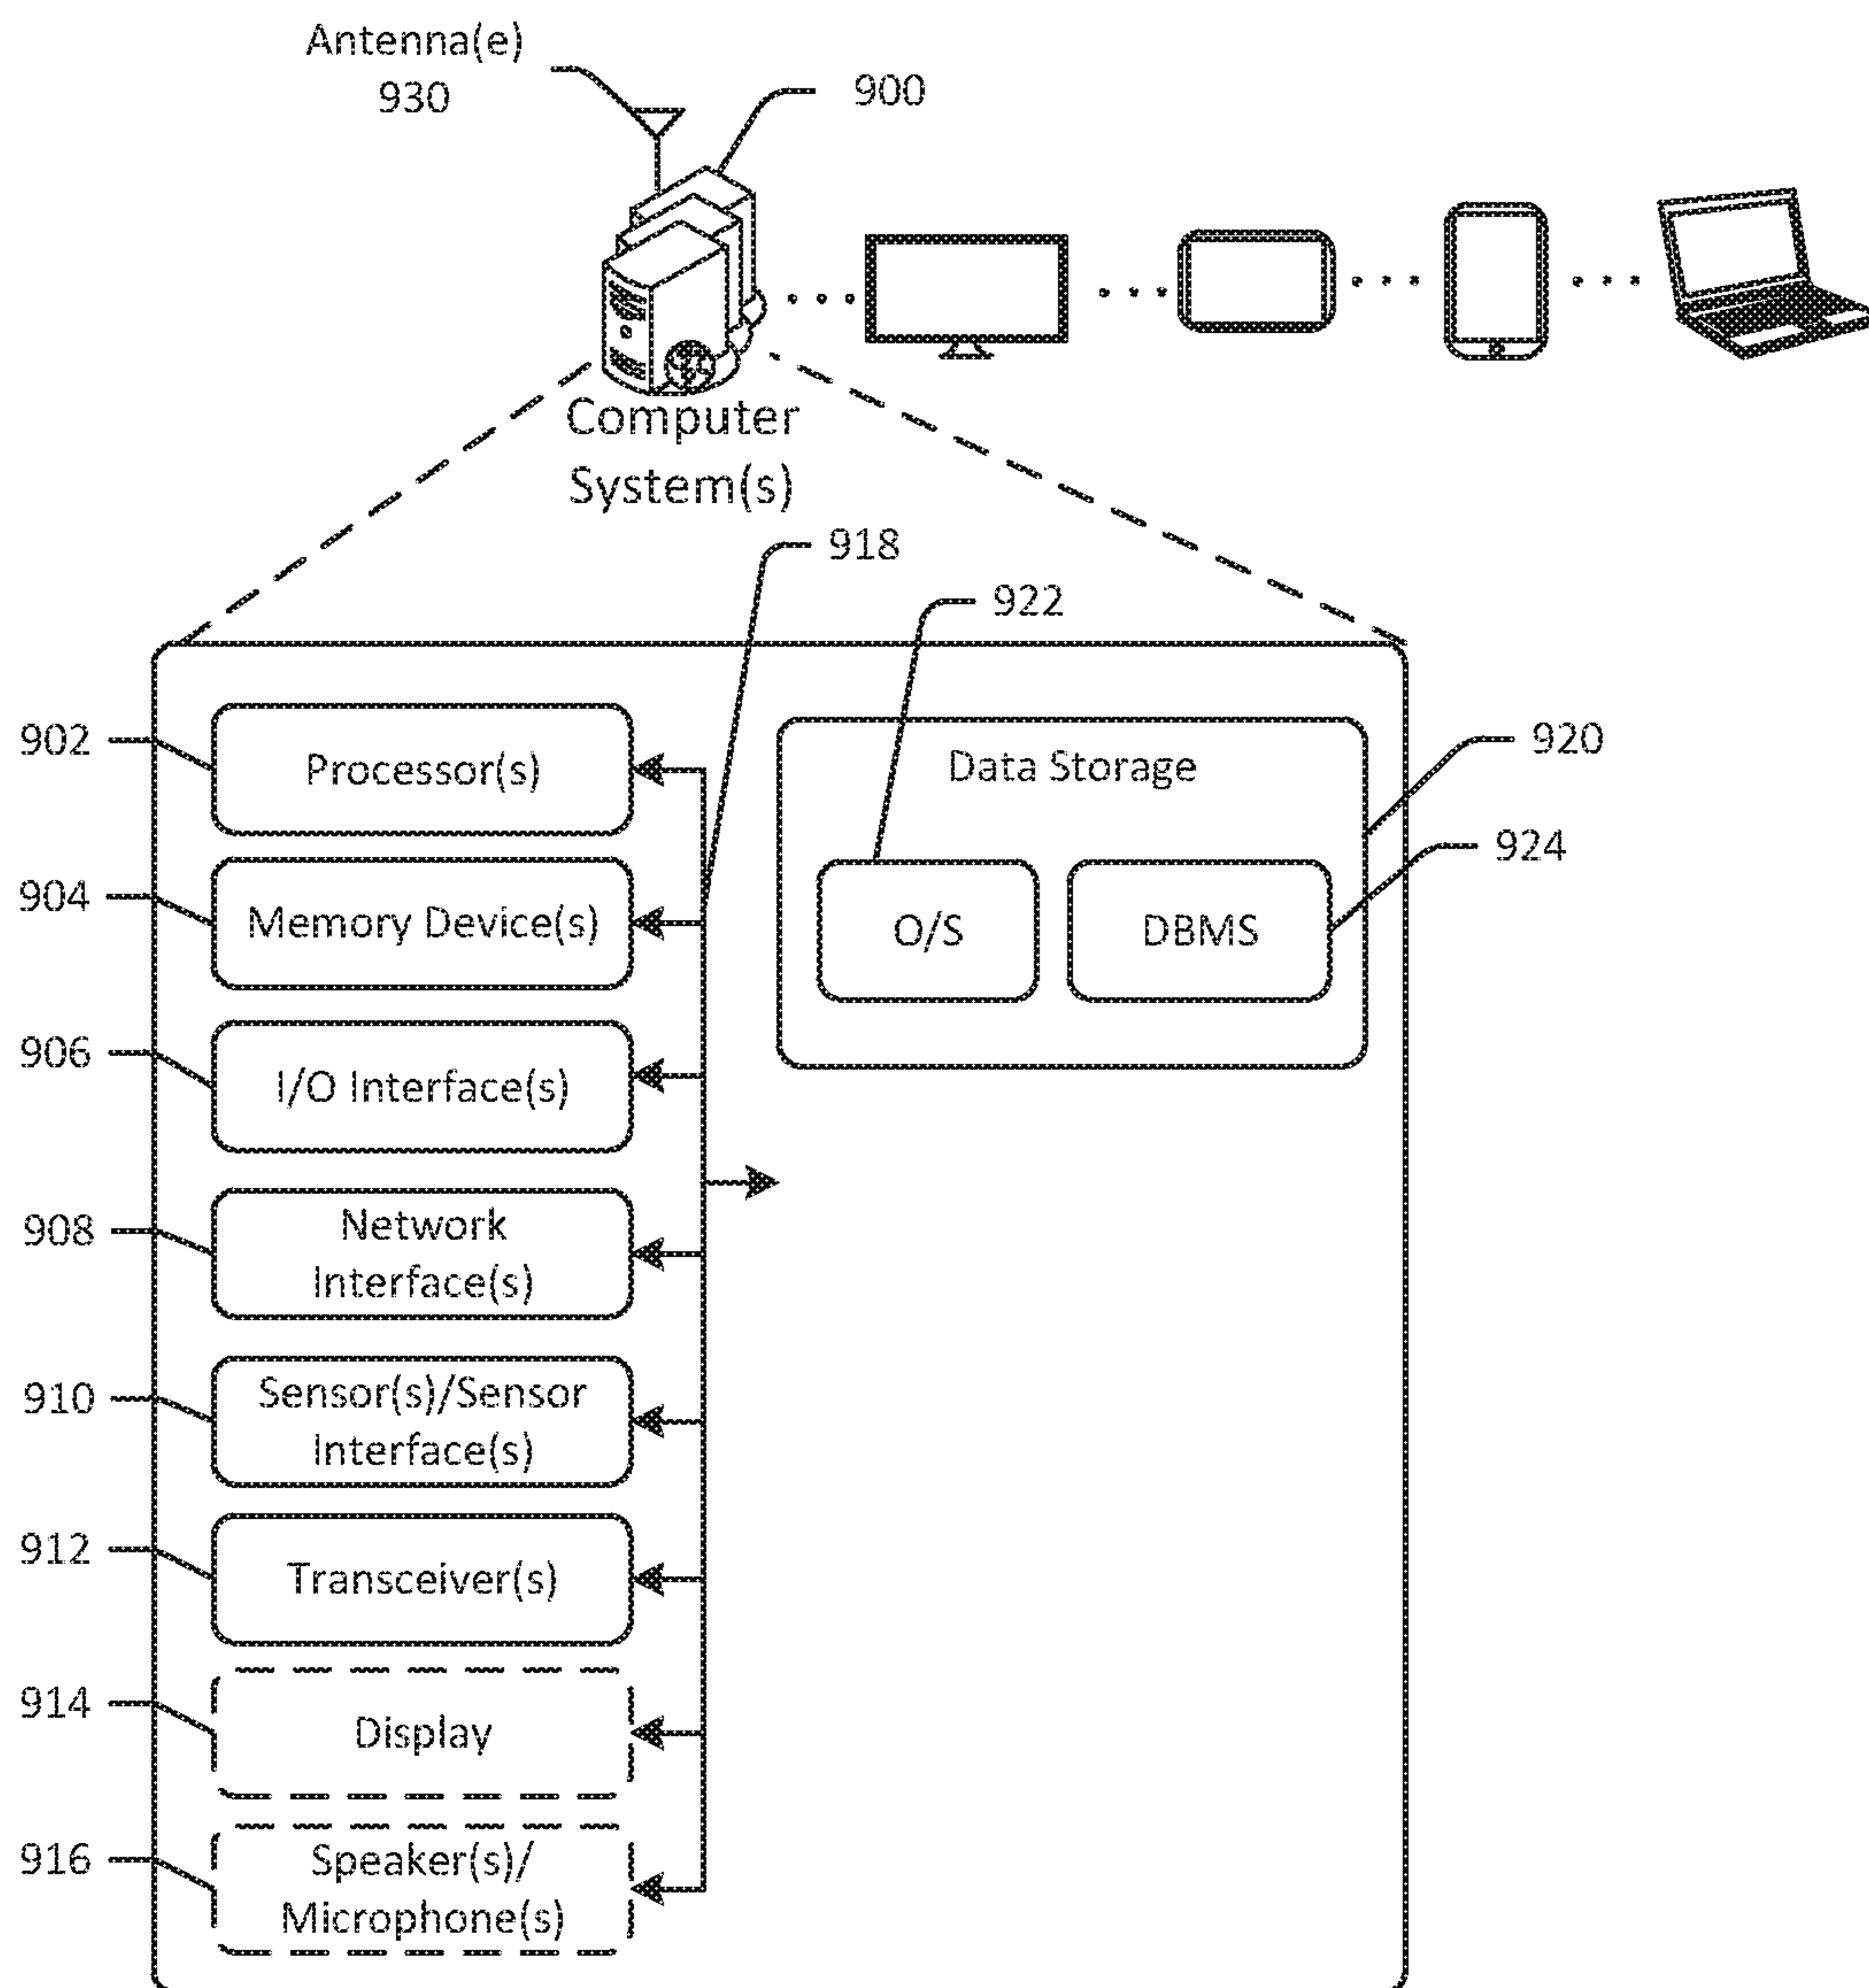 Antenna(e)
930
900
Computer
System(s)
918
922
902
Processor(s)
Data Storage
920
904
Memory Device(s)
O/S
DBMS
924
906
I/O Interface(s)
908
Network
Interface(s)
910
Sensor(s)/Sensor
Interface(s)
912
Transceiver(s)
914
Display
916
Speaker(s)/
Microphone(s)